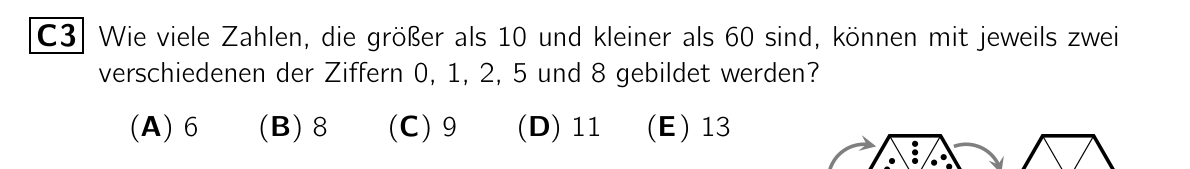 C3 Wie viele Zahlen, die größer als 10 und kleiner als 60 sind, können mit jeweils zwei
verschiedenen der Ziffern 0, 1, 2, 5 und 8 gebildet werden?
(A) 6 (B) 8 (C) 9 (D) 11 (E) 13